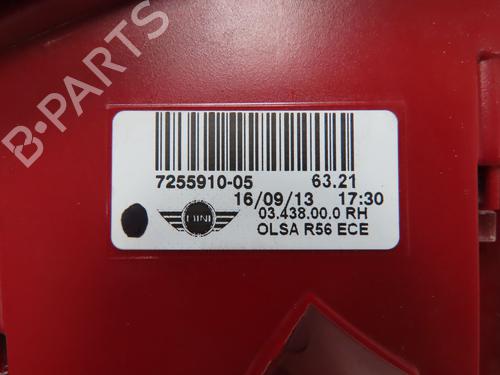 B-PARTS
7255910-05 63.21
16/09/13 17:30
03.438.00.0 RH
MINI
OLSA R56 ECE